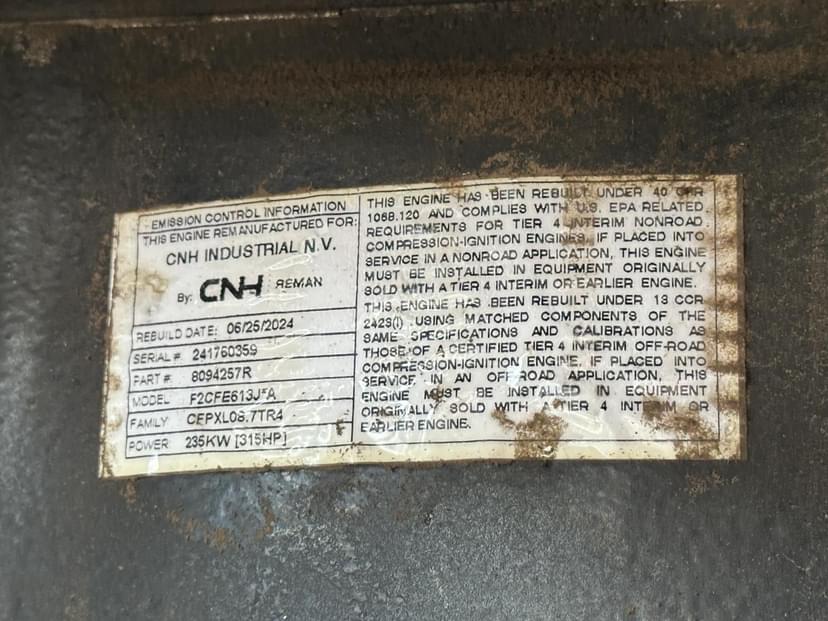 EMISSION CONTROL INFORMATION
THIS ENGINE REMANUFACTURED FOR:
CNH INDUSTRIAL N.V.
By: CNH REMAN
REBUILD DATE: 06/25/2024
SERIAL # 241760359
PART # 8094257R
MODEL F2CFE613J*A
FAMILY CFPXL08.7TR4
POWER: 235KW [315HP]
THIS ENGINE HAS BEEN REBUILT UNDER 40 CFR
1068.120 AND COMPLIES WITH U.S. EPA RELATED
REQUIREMENTS FOR TIER 4 INTERIM NONROAD
COMPRESSION-IGNITION ENGINES, IF PLACED INTO
SERVICE IN A NONROAD APPLICATION, THIS ENGINE
MUST BE INSTALLED IN EQUIPMENT ORIGINALLY
SOLD WITH A TIER 4 INTERIM OR EARLIER ENGINE.
THIS ENGINE HAS BEEN REBUILT UNDER 13 CCR
2423(l) USING MATCHED COMPONENTS OF THE
SAME SPECIFICATIONS AND CALIBRATIONS AS
THOSE OF A CERTIFIED TIER 4 INTERIM OFF-ROAD
COMPRESSION-IGNITION ENGINE, IF PLACED INTO
SERVICE IN AN OFF ROAD APPLICATION, THIS
ENGINE MUST BE INSTALLED IN EQUIPMENT
ORIGINALLY SOLD WITH A TIER 4 INTERIM OR
EARLIER ENGINE.